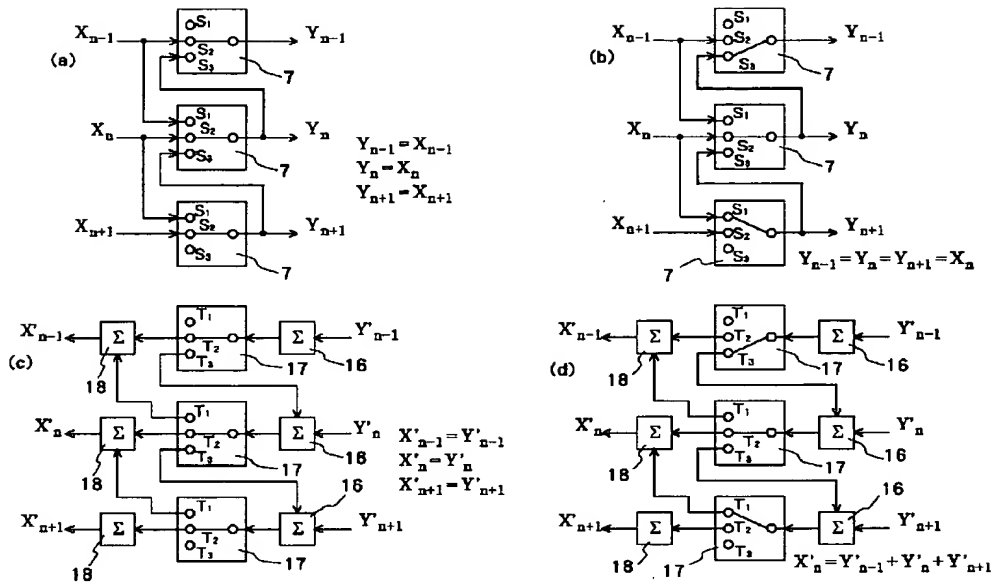 (a)
X_{n-1}
S₁
S₂
S₃
Y_{n-1}
7
X_n
S₁
S₂
S₃
Y_n
7
X_{n+1}
S₁
S₂
S₃
Y_{n+1}
7
Y_{n-1}=X_{n-1}
Y_n=X_n
Y_{n+1}=X_{n+1}
(b)
X_{n-1}
S₁
S₂
S₃
Y_{n-1}
7
X_n
S₁
S₂
S₃
Y_n
7
X_{n+1}
S₁
S₂
S₃
Y_{n+1}
7
Y_{n-1}=Y_n=Y_{n+1}=X_n
(c)
X'_{n-1}
Σ
T₁
T₂
T₃
Σ
Y'_{n-1}
18
17
16
X'_n
Σ
T₁
T₂
T₃
Σ
Y'_n
18
17
16
X'_{n+1}
Σ
T₁
T₂
T₃
Σ
16
Y'_{n+1}
18
17
X'_{n-1}=Y'_{n-1}
X'_n=Y'_n
X'_{n+1}=Y'_{n+1}
(d)
X'_{n-1}
Σ
T₁
T₂
T₃
Σ
Y'_{n-1}
18
17
16
X'_n
Σ
T₁
T₂
T₃
Σ
Y'_n
17
16
X'_{n+1}
Σ
T₁
T₂
T₃
Σ
16
Y'_{n+1}
18
17
X'_n=Y'_{n-1}+Y'_n+Y'_{n+1}